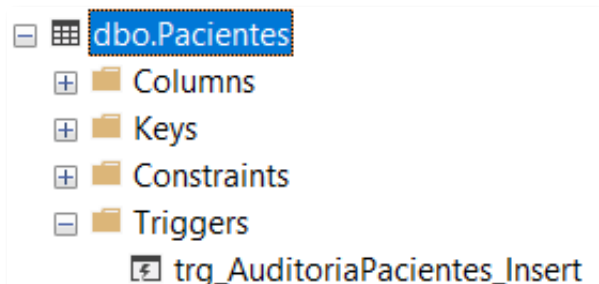 dbo.Pacientes
Columns
Keys
Constraints
Triggers
trg_AuditoriaPacientes_Insert